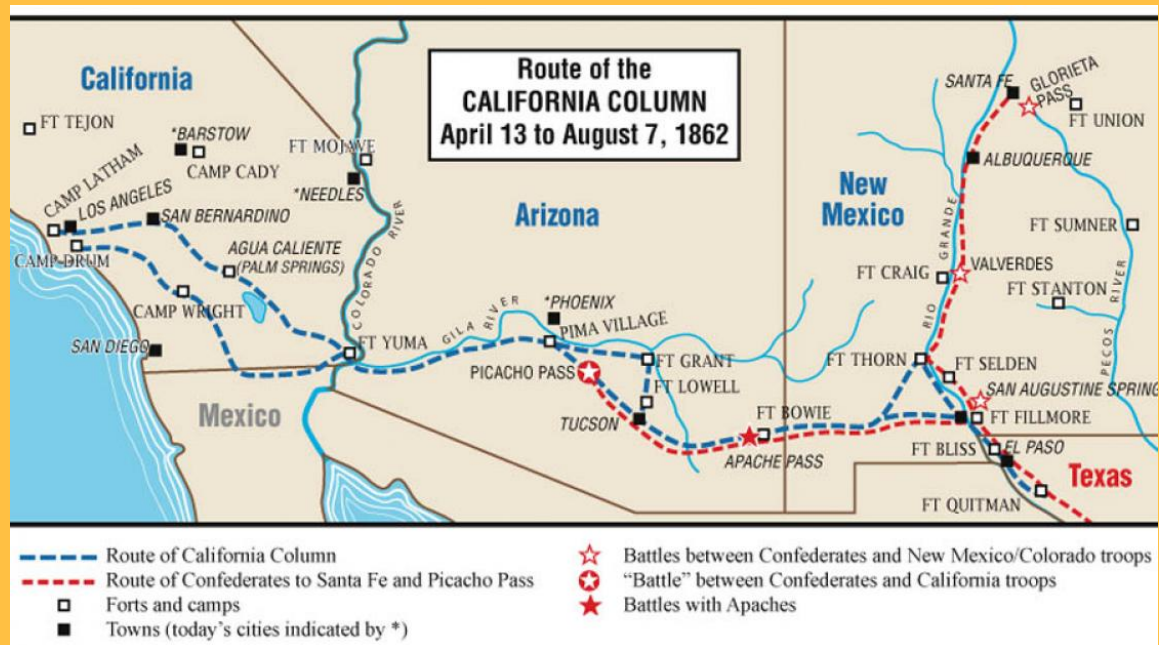 Route of the
CALIFORNIA COLUMN
April 13 to August 7, 1862
California
FT TEJON
*BARSTOW
CAMP CADY
FT MOJAVE
*NEEDLES
CAMP LATHAM
LOS ANGELES
SAN BERNARDINO
CAMP DRUM
AGUA CALIENTE
(PALM SPRINGS)
CAMP WRIGHT
SAN DIEGO
COLORADO RIVER
FT YUMA
Mexico
Arizona
GILA RIVER
*PHOENIX
PIMA VILLAGE
PICACHO PASS
FT GRANT
FT LOWELL
TUCSON
FT BOWIE
APACHE PASS
New
Mexico
SANTA FE
GLORIETA
PASS
FT UNION
ALBUQUERQUE
FT SUMNER
RIO GRANDE
FT CRAIG
VALVERDES
FT STANTON
PECOS RIVER
FT THORN
FT SELDEN
SAN AUGUSTINE SPRING
FT FILLMORE
FT BLISS
EL PASO
Texas
FT QUITMAN
Route of California Column
Route of Confederates to Santa Fe and Picacho Pass
Forts and camps
Towns (today's cities indicated by *)
Battles between Confederates and New Mexico/Colorado troops
“Battle” between Confederates and California troops
Battles with Apaches